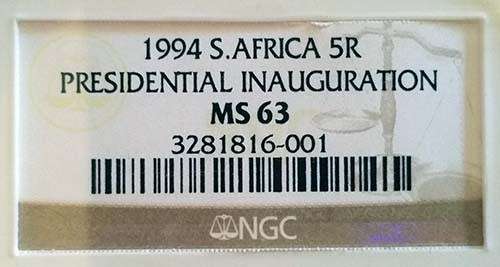 1994 S.AFRICA 5R
PRESIDENTIAL INAUGURATION
MS 63
3281816-001
NGC